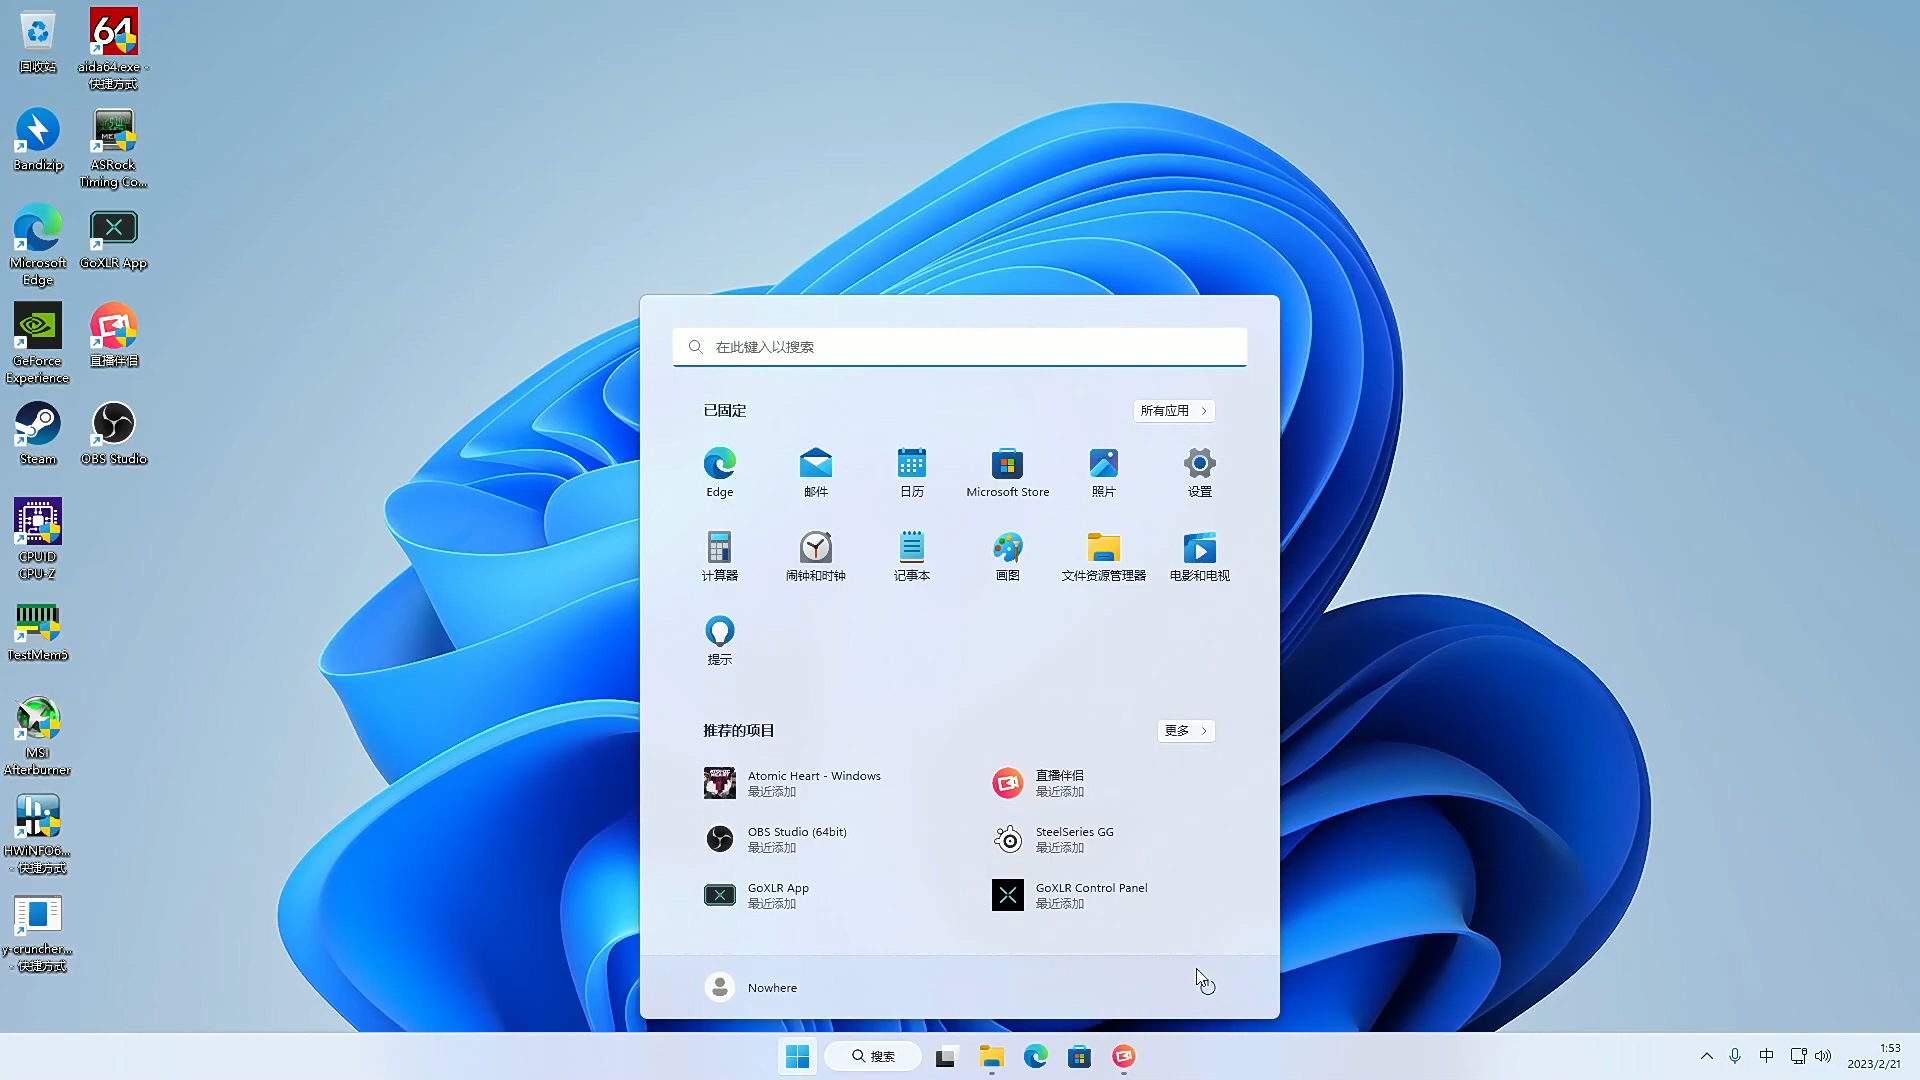 回收站
aida64.exe -
快捷方式
Bandizip
ASRock
Timing Co...
Microsoft
Edge
GoXLR App
GeForce
Experience
直播伴侣
Steam
OBS Studio
CPUID
CPU-Z
TestMem5
MSI
Afterburner
HWiNFO6...
- 快捷方式
y-cruncher...
- 快捷方式
64
在此键入以搜索
已固定
所有应用
Edge
邮件
日历
Microsoft Store
照片
设置
计算器
闹钟和时钟
记事本
画图
文件资源管理器
电影和电视
提示
推荐的项目
更多
Atomic Heart - Windows
最近添加
直播伴侣
最近添加
OBS Studio (64bit)
最近添加
SteelSeries GG
最近添加
GoXLR App
最近添加
GoXLR Control Panel
最近添加
Nowhere
搜索
中
1:53
2023/2/21